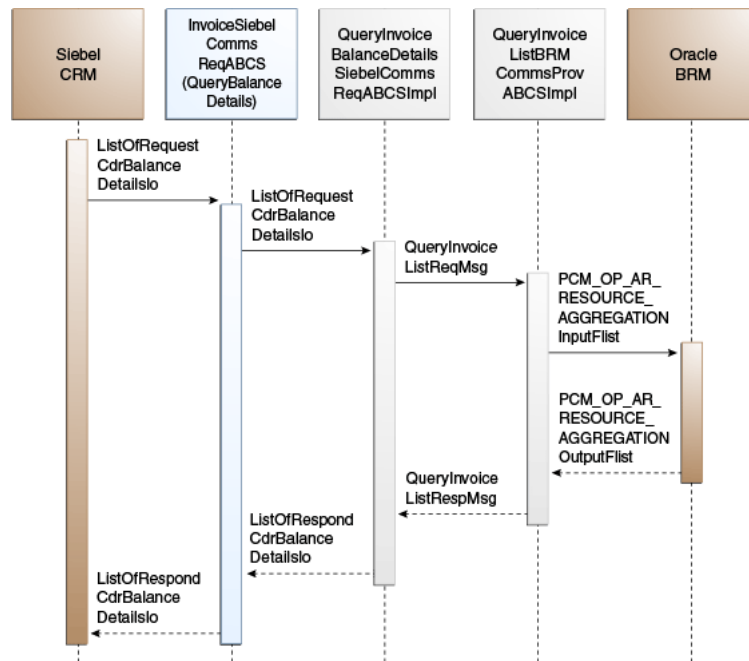 Siebel
CRM
InvoiceSiebel
Comms
ReqABCS
(QueryBalance
Details)
QueryInvoice
BalanceDetails
SiebelComms
ReqABCSImpl
QueryInvoice
ListBRM
CommsProv
ABCSImpl
Oracle
BRM
ListOfRequest
CdrBalance
DetailsIo
ListOfRequest
CdrBalance
DetailsIo
QueryInvoice
ListReqMsg
PCM_OP_AR_
RESOURCE_
AGGREGATION
InputFlist
PCM_OP_AR_
RESOURCE_
AGGREGATION
OutputFlist
QueryInvoice
ListRespMsg
ListOfRespond
CdrBalance
DetailsIo
ListOfRespond
CdrBalance
DetailsIo